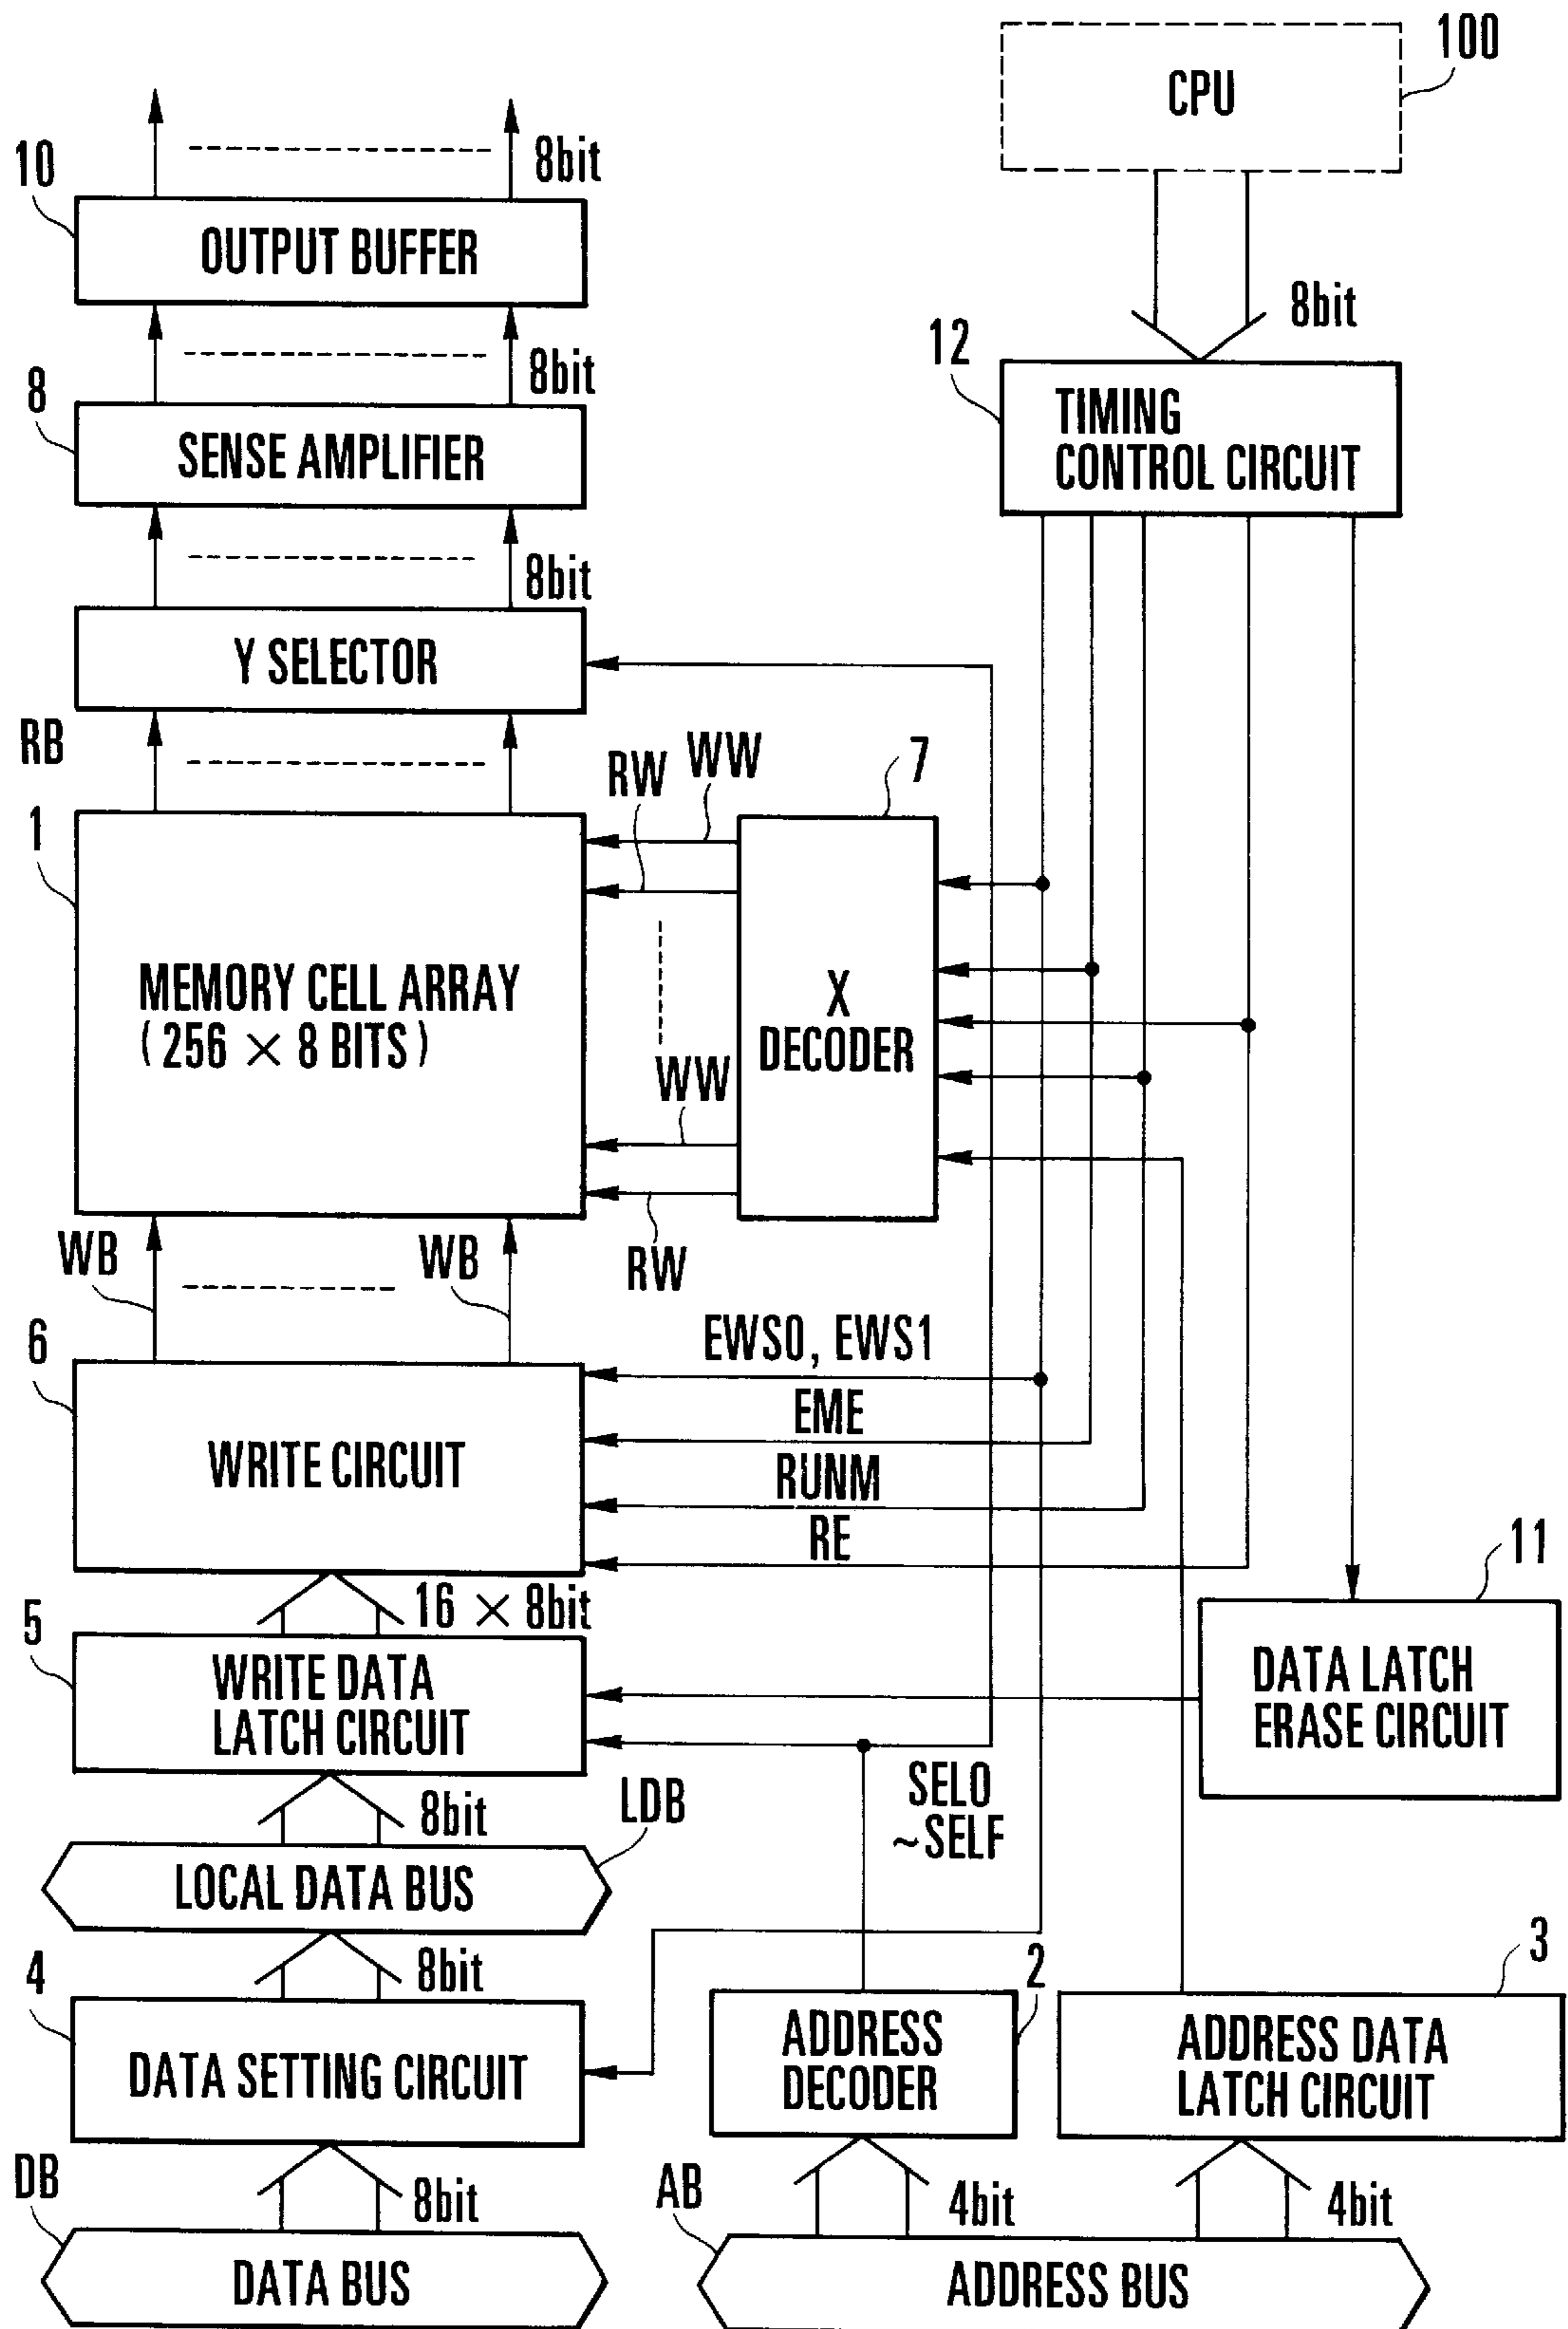 100
CPU
10
8bit
OUTPUT BUFFER
8bit
12
8
8bit
TIMING
CONTROL CIRCUIT
SENSE AMPLIFIER
8bit
Y SELECTOR
RB
RW
WW
7
1
MEMORY CELL ARRAY
(256 × 8 BITS)
X
DECODER
WW
WB
WB
RW
6
EWS0, EWS1
EME
WRITE CIRCUIT
RUNM
RE
11
16 × 8bit
5
WRITE DATA
LATCH CIRCUIT
DATA LATCH
ERASE CIRCUIT
8bit
LDB
SEL0
~SELF
LOCAL DATA BUS
4
8bit
2
3
DATA SETTING CIRCUIT
ADDRESS
DECODER
ADDRESS DATA
LATCH CIRCUIT
DB
8bit
AB
4bit
4bit
DATA BUS
ADDRESS BUS